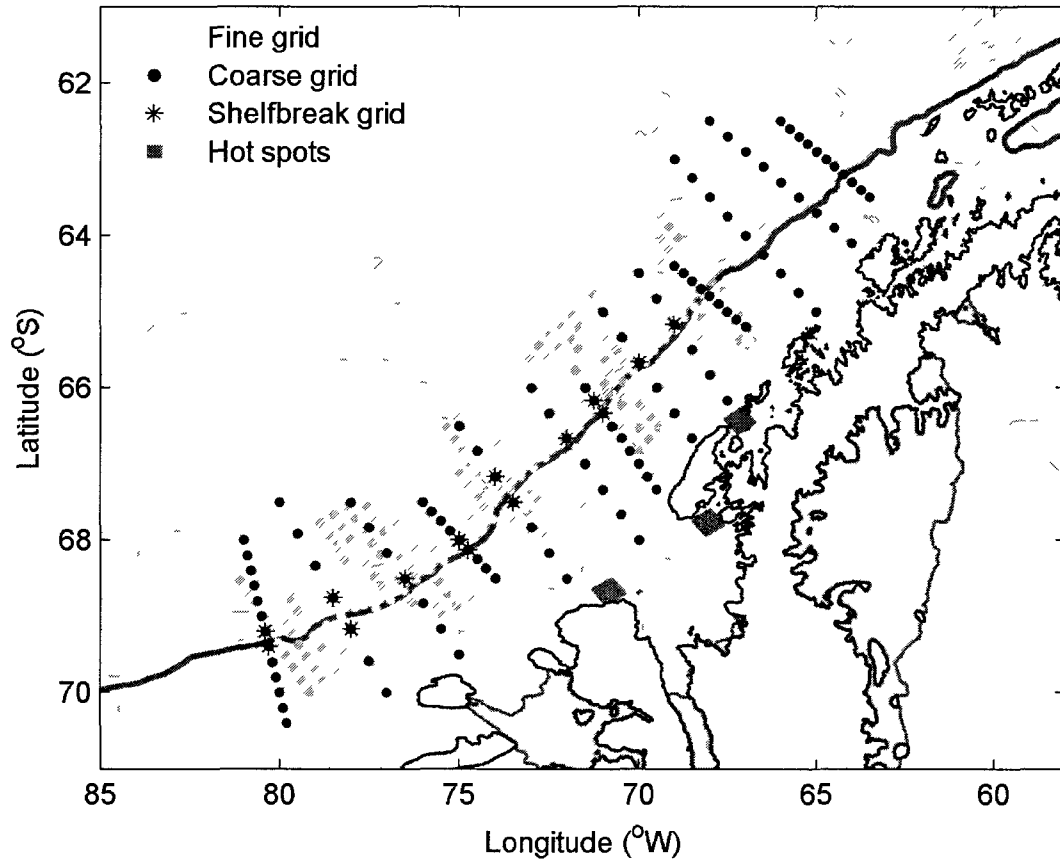 Fine grid
Coarse grid
Shelfbreak grid
Hot spots
62
64
66
68
70
Latitude (°S)
85
80
75
70
65
60
Longitude (°W)